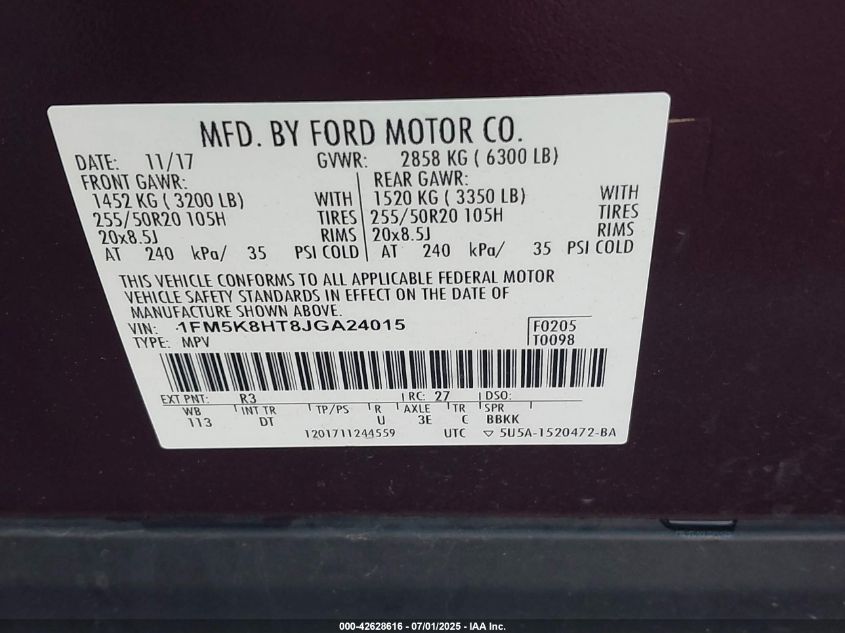 MFD. BY FORD MOTOR CO.
DATE: 11/17 GVWR: 2858 KG ( 6300 LB)
FRONT GAWR: REAR GAWR:
1452 KG ( 3200 LB) WITH 1520 KG ( 3350 LB) WITH
255/50R20 105H TIRES 255/50R20 105H TIRES
20x8.5J RIMS 20x8.5J RIMS
AT 240 kPa/ 35 PSI COLD AT 240 kPa/ 35 PSI COLD
THIS VEHICLE CONFORMS TO ALL APPLICABLE FEDERAL MOTOR
VEHICLE SAFETY STANDARDS IN EFFECT ON THE DATE OF
MANUFACTURE SHOWN ABOVE.
VIN: 1FM5K8HT8JGA24015 F0205
TYPE: MPV T0098
EXT PNT: R3 RC: 27 DSO:
WB INT TR TP/PS R AXLE TR SPR
113 DT U 3E C BBKK
1201711244559 UTC ▽ 5U5A-1520472-BA
000-42628616 - 07/01/2025 - IAA Inc.